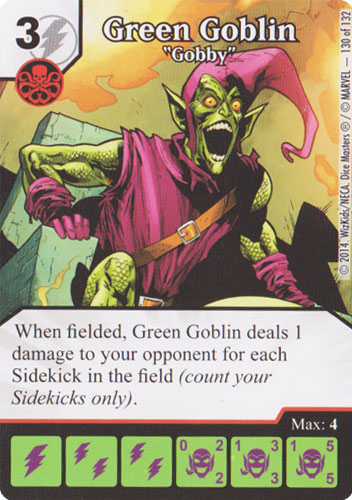 3
Green Goblin
"Gobby"
© 2014. WizKids/NECA. Dice Masters ® / © MARVEL — 130 of 132
When fielded, Green Goblin deals 1
damage to your opponent for each
Sidekick in the field (count your
Sidekicks only).
Max: 4
0 2 2
1 3 3
1 5 5